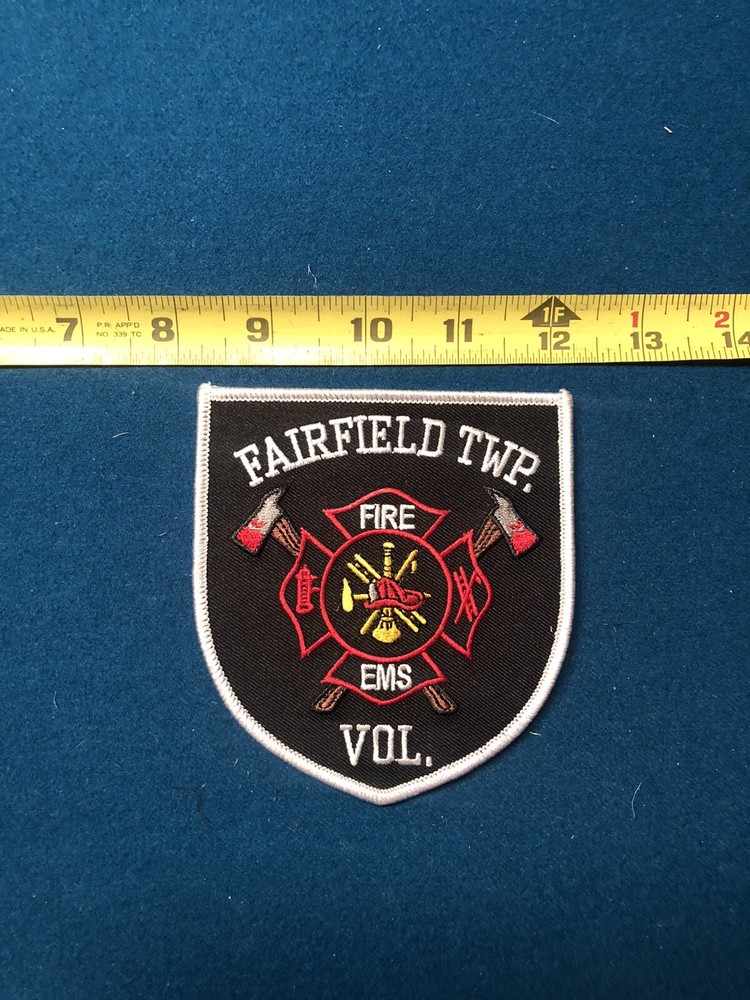 MADE IN U.S.A. 7 P.R. APP'D 8 9 10 11 1F 1 2
NO. 339 TC 12 13 14
FAIRFIELD TWP.
FIRE
EMS
VOL.